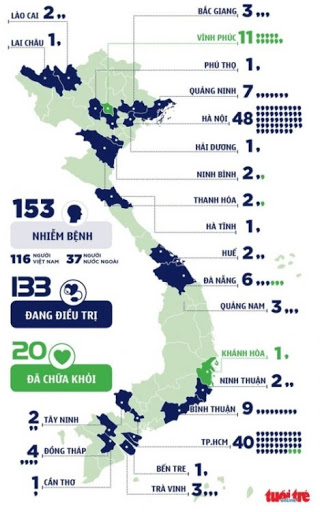 LÀO CAI 2
LAI CHÂU 1
BẮC GIANG 3
VĨNH PHÚC 11
PHÚ THỌ 1
QUẢNG NINH 7
HÀ NỘI 48
HẢI DƯƠNG 1
NINH BÌNH 2
THANH HÓA 2
HÀ TĨNH 1
HUẾ 2
ĐÀ NẴNG 6
QUẢNG NAM 3
153
NHIỄM BỆNH
116 NGƯỜI VIỆT NAM 37 NGƯỜI NƯỚC NGOÀI
133
ĐANG ĐIỀU TRỊ
20
ĐÃ CHỮA KHỎI
KHÁNH HÒA 1
NINH THUẬN 2
BÌNH THUẬN 9
TP.HCM 40
2 TÂY NINH
4 ĐỒNG THÁP
1 CẦN THƠ
BẾN TRE 1
TRÀ VINH 3
tuổi trẻ